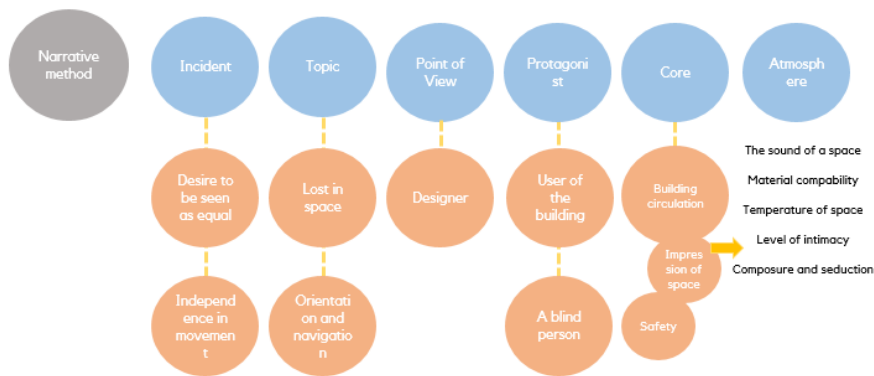 Narrative
method
Incident
Topic
Point of
View
Protagon
ist
Core
Atmosph
ere
Desire to
be seen
as equal
Lost in
space
Designer
User of
the
building
Building
circulation
The sound of a space
Material compability
Temperature of space
Level of intimacy
Composure and seduction
Impres
sion of
space
Independ
ence in
movemen
t
Orientati
on and
navigatio
n
A blind
person
Safety